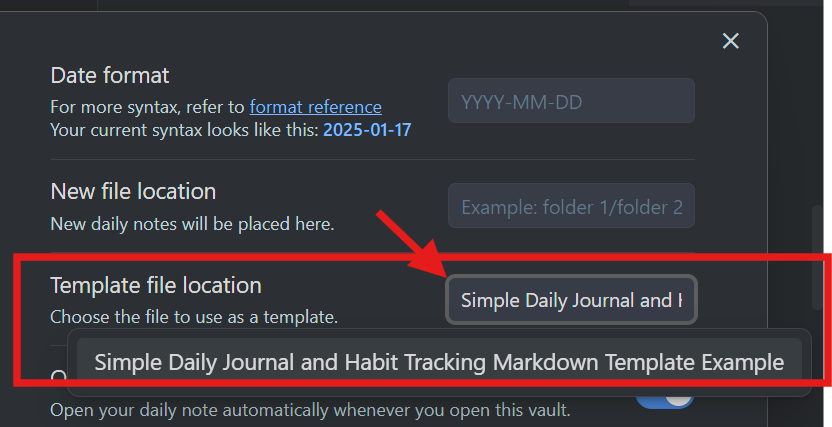 Date format
For more syntax, refer to format reference
Your current syntax looks like this: 2025-01-17
YYYY-MM-DD
New file location
New daily notes will be placed here.
Example: folder 1/folder 2
Template file location
Choose the file to use as a template.
Simple Daily Journal and
Simple Daily Journal and Habit Tracking Markdown Template Example
Open your daily note automatically whenever you open this vault.